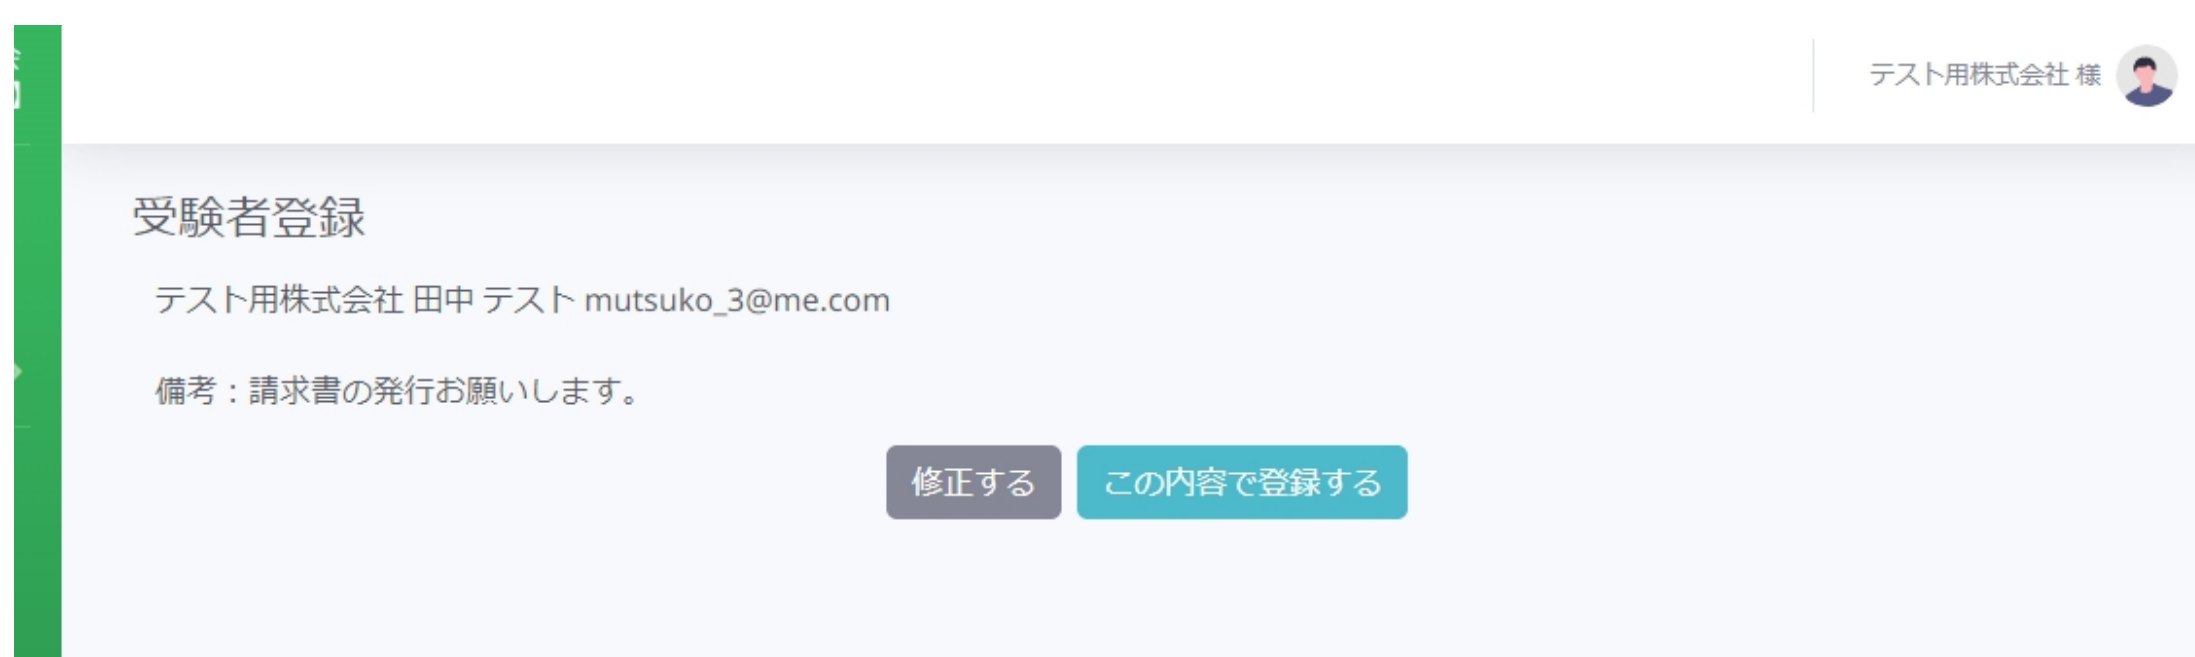 テスト用株式会社 様
受験者登録
テスト用株式会社 田中 テスト mutsuko_3@me.com
備考：請求書の発行お願いします。
修正する
この内容で登録する